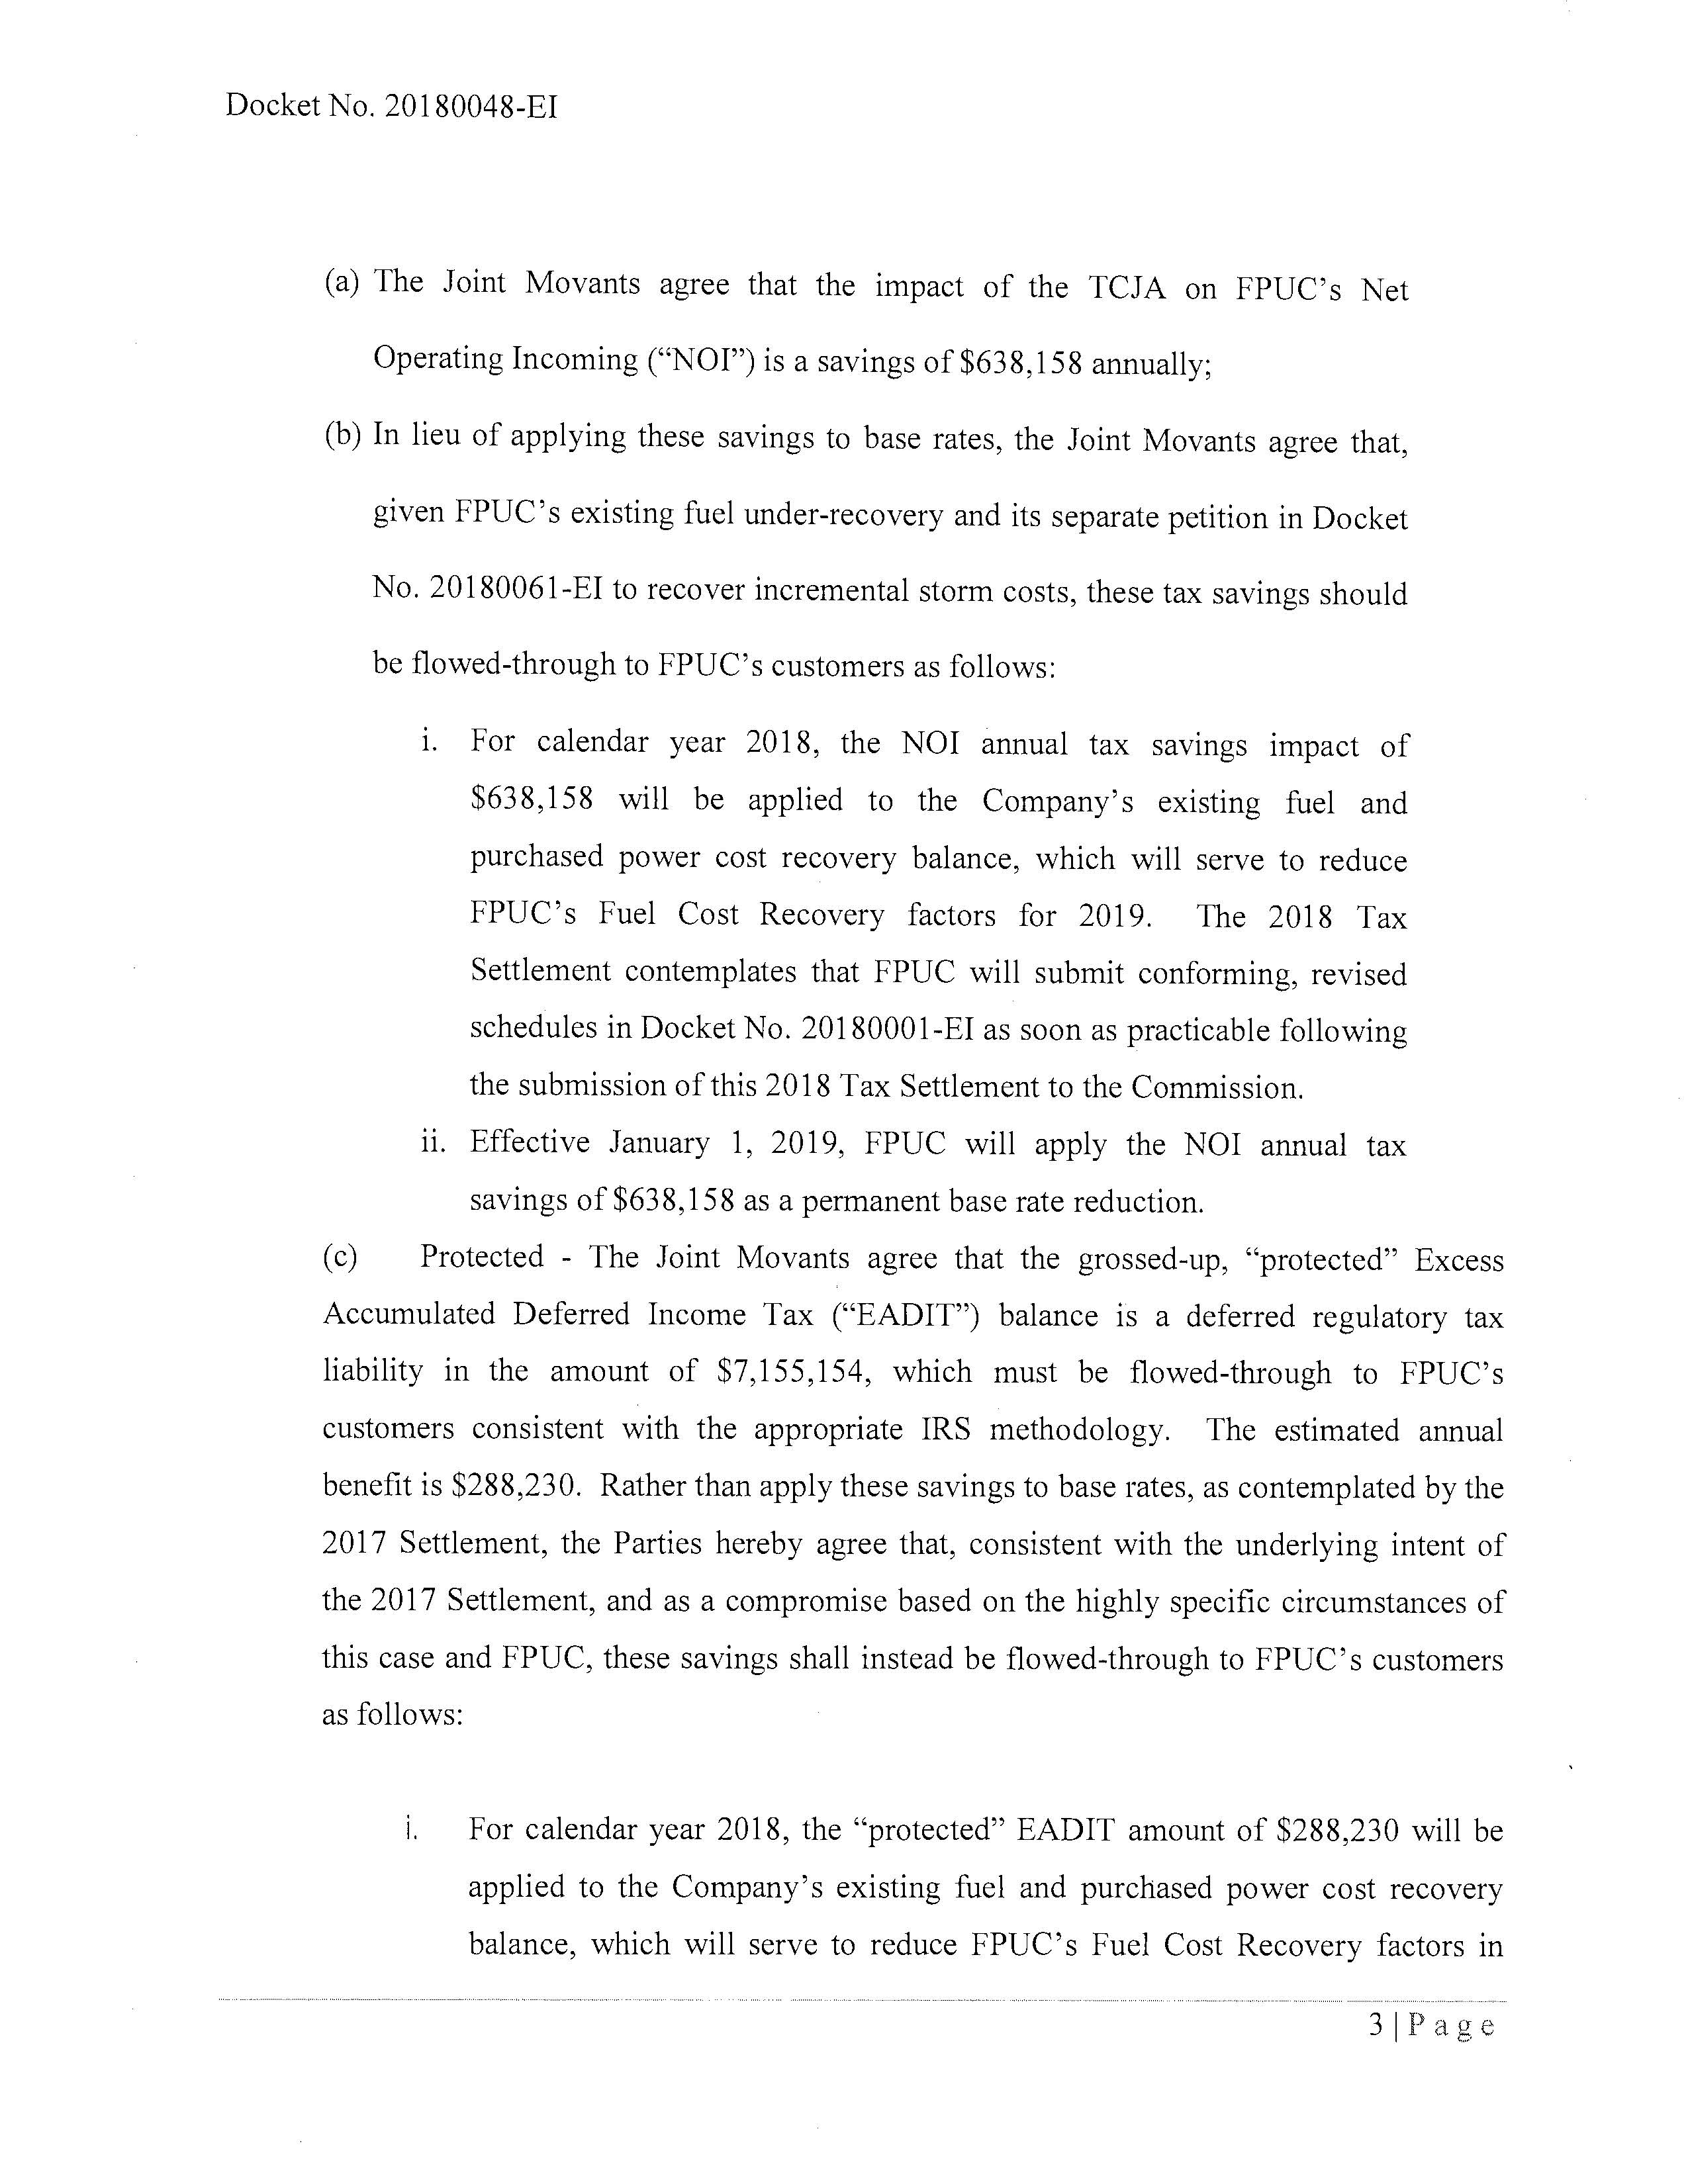 Docket No. 20180048-EI
(a) The Joint Movants agree that the impact of the TCJA on FPUC's Net
Operating Incoming (“NOI”) is a savings of $638,158 annually;
(b) In lieu of applying these savings to base rates, the Joint Movants agree that,
given FPUC's existing fuel under-recovery and its separate petition in Docket
No. 20180061-EI to recover incremental storm costs, these tax savings should
be flowed-through to FPUC's customers as follows:
i. For calendar year 2018, the NOI annual tax savings impact of
$638,158 will be applied to the Company's existing fuel and
purchased power cost recovery balance, which will serve to reduce
FPUC's Fuel Cost Recovery factors for 2019. The 2018 Tax
Settlement contemplates that FPUC will submit conforming, revised
schedules in Docket No. 20180001-EI as soon as practicable following
the submission of this 2018 Tax Settlement to the Commission.
ii. Effective January 1, 2019, FPUC will apply the NOI annual tax
savings of $638,158 as a permanent base rate reduction.
(c) Protected - The Joint Movants agree that the grossed-up, “protected” Excess
Accumulated Deferred Income Tax (“EADIT”) balance is a deferred regulatory tax
liability in the amount of $7,155,154, which must be flowed-through to FPUC's
customers consistent with the appropriate IRS methodology. The estimated annual
benefit is $288,230. Rather than apply these savings to base rates, as contemplated by the
2017 Settlement, the Parties hereby agree that, consistent with the underlying intent of
the 2017 Settlement, and as a compromise based on the highly specific circumstances of
this case and FPUC, these savings shall instead be flowed-through to FPUC's customers
as follows:
i. For calendar year 2018, the “protected” EADIT amount of $288,230 will be
applied to the Company's existing fuel and purchased power cost recovery
balance, which will serve to reduce FPUC's Fuel Cost Recovery factors in
3 | P a g e